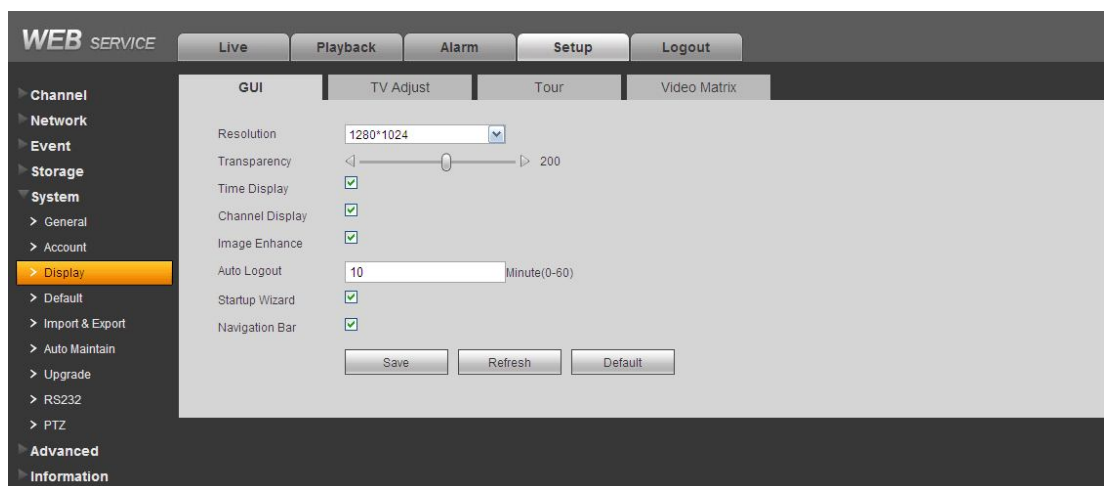 WEB SERVICE
Live Playback Alarm Setup Logout
GUI TV Adjust Tour Video Matrix
Channel
Network
Event
Storage
System
General
Account
Display
Default
Import & Export
Auto Maintain
Upgrade
RS232
PTZ
Advanced
Information
Resolution 1280*1024
Transparency 200
Time Display
Channel Display
Image Enhance
Auto Logout 10 Minute(0-60)
Startup Wizard
Navigation Bar
Save Refresh Default